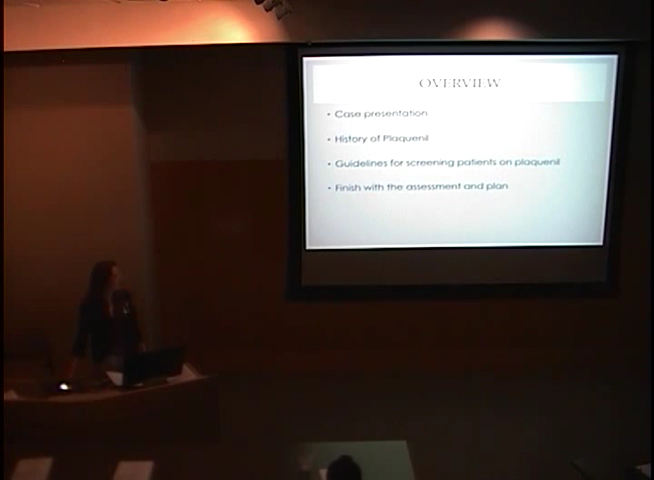 OVERVIEW
• Case presentation
• History of Plaquenil
• Guidelines for screening patients on plaquenil
• Finish with the assessment and plan